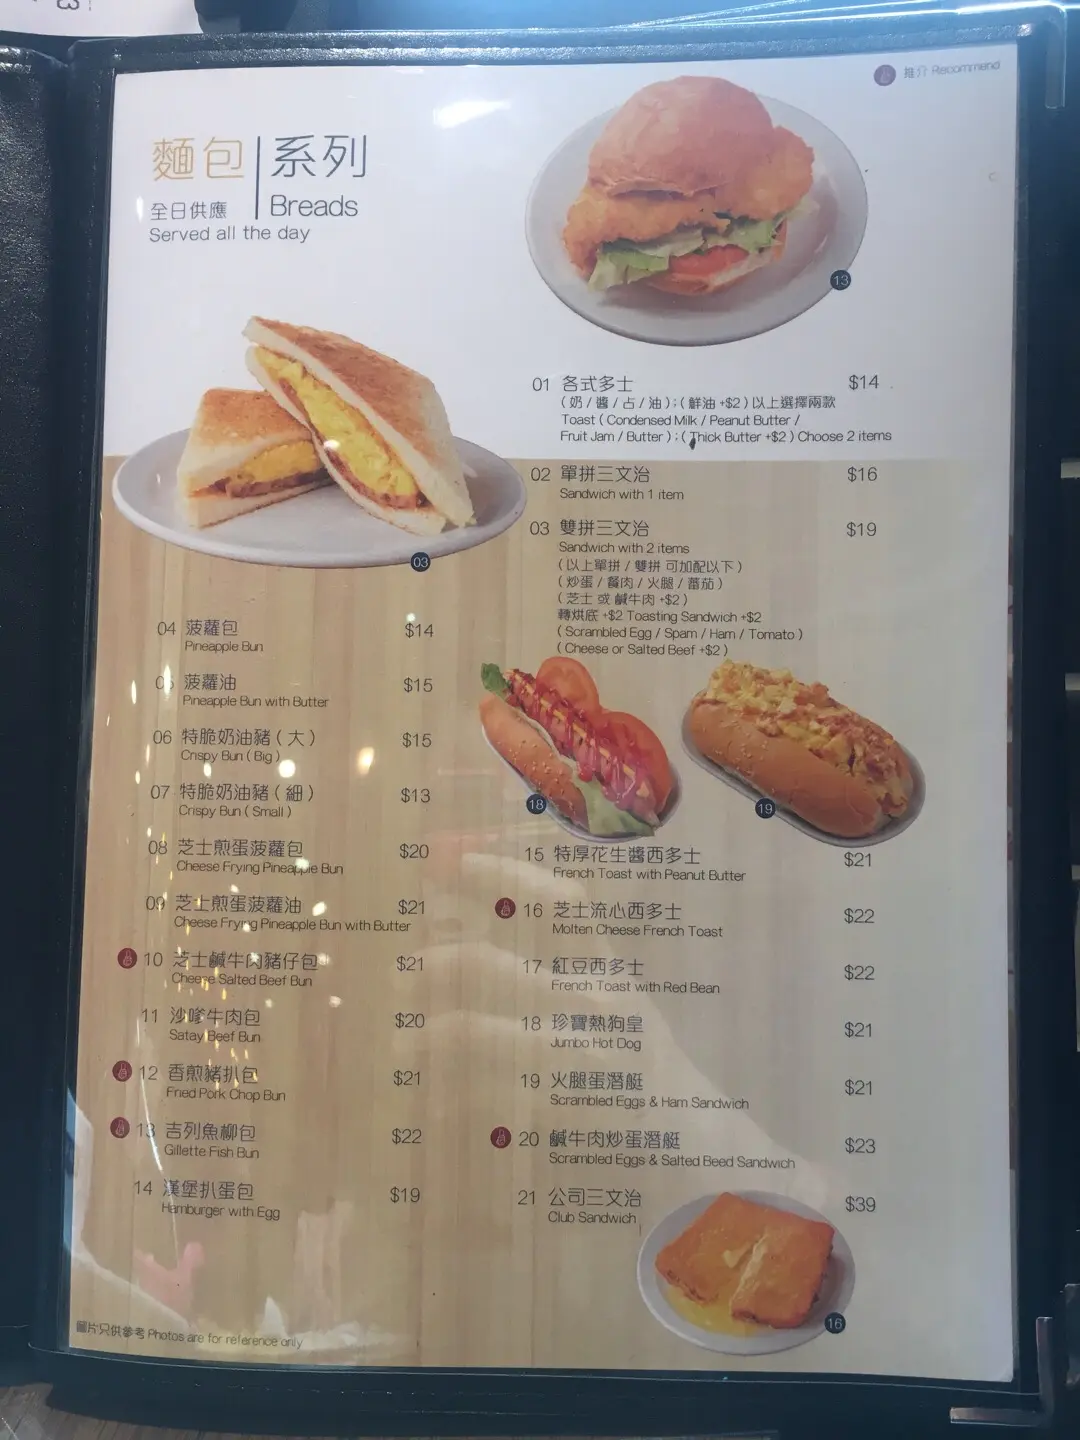 推介 Recommend
麵包 系列
全日供應 Breads
Served all the day
13
03
01 各式多士 $14
(奶/醬/占/油);(鮮油+$2)以上選擇兩款
Toast (Condensed Milk / Peanut Butter /
Fruit Jam / Butter);(Thick Butter +$2) Choose 2 items
02 單拼三文治 $16
Sandwich with 1 item
03 雙拼三文治 $19
Sandwich with 2 items
(以上單拼/雙拼 可加配以下)
(炒蛋/餐肉/火腿/蕃茄)
(芝士 或 鹹牛肉 +$2)
轉烘底 +$2 Toasting Sandwich +$2
(Scrambled Egg / Spam / Ham / Tomato)
(Cheese or Salted Beef +$2)
04 菠蘿包 $14
Pineapple Bun
05 菠蘿油 $15
Pineapple Bun with Butter
06 特脆奶油豬(大) $15
Crispy Bun (Big)
07 特脆奶油豬(細) $13
Crispy Bun (Small)
08 芝士煎蛋菠蘿包 $20
Cheese Frying Pineapple Bun
09 芝士煎蛋菠蘿油 $21
Cheese Frying Pineapple Bun with Butter
10 芝士鹹牛肉豬仔包 $21
Cheese Salted Beef Bun
11 沙嗲牛肉包 $20
Satay Beef Bun
12 香煎豬扒包 $21
Fried Pork Chop Bun
13 吉列魚柳包 $22
Gillette Fish Bun
14 漢堡扒蛋包 $19
Hamburger with Egg
18
19
15 特厚花生醬西多士 $21
French Toast with Peanut Butter
16 芝士流心西多士 $22
Molten Cheese French Toast
17 紅豆西多士 $22
French Toast with Red Bean
18 珍寶熱狗皇 $21
Jumbo Hot Dog
19 火腿蛋潛艇 $21
Scrambled Eggs & Ham Sandwich
20 鹹牛肉炒蛋潛艇 $23
Scrambled Eggs & Salted Beed Sandwich
21 公司三文治 $39
Club Sandwich
16
圖片只供參考 Photos are for reference only